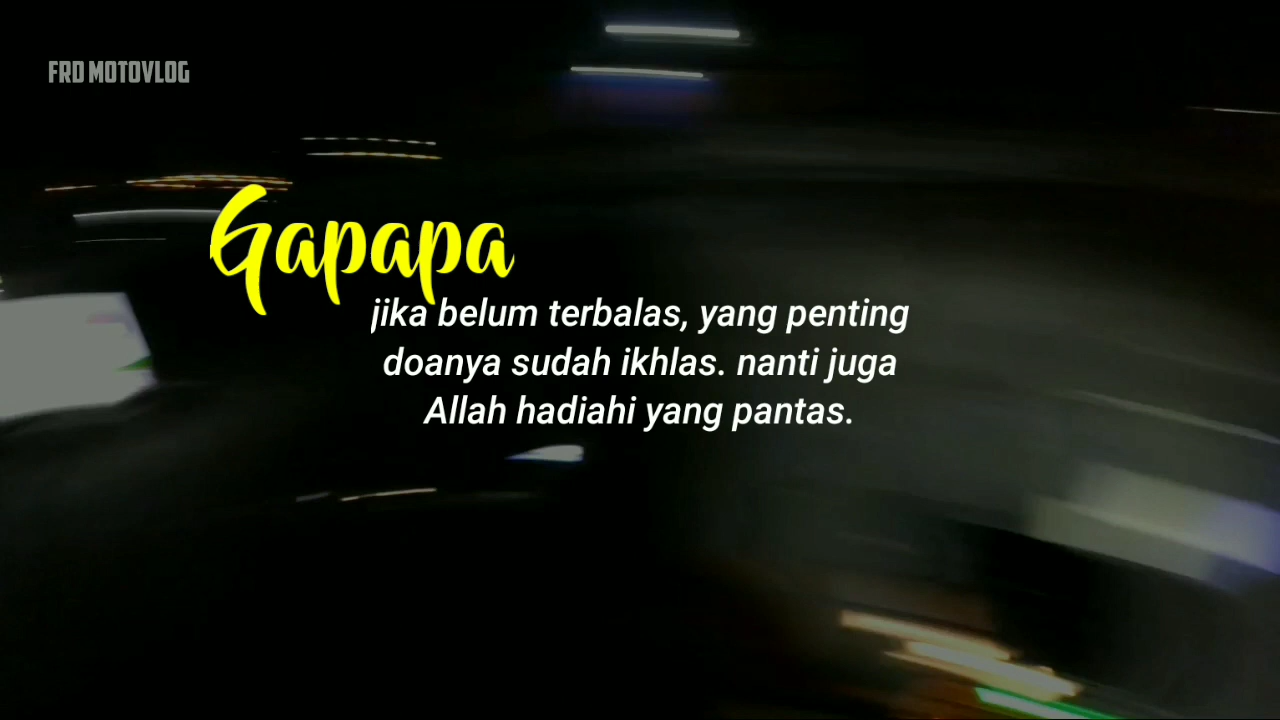 FRD MOTOVLOG
Gapapa
jika belum terbalas, yang penting
doanya sudah ikhlas. nanti juga
Allah hadiahi yang pantas.